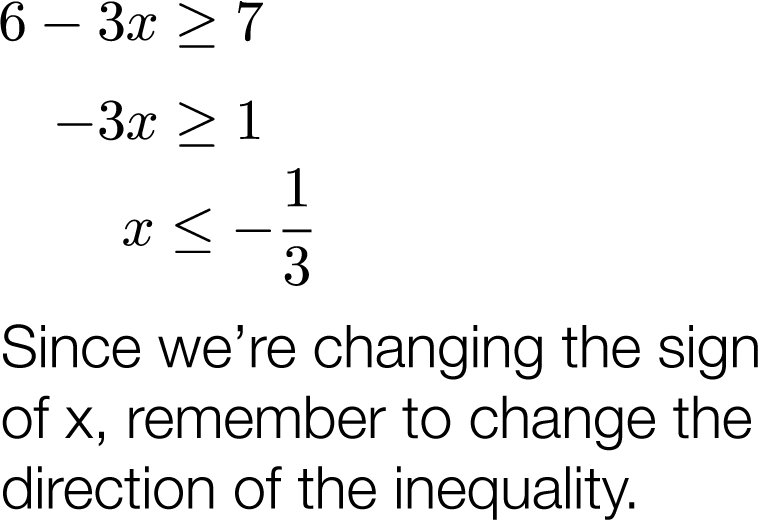 6 − 3x ≥ 7
−3x ≥ 1
x ≤ −1/3
Since we’re changing the sign
of x, remember to change the
direction of the inequality.